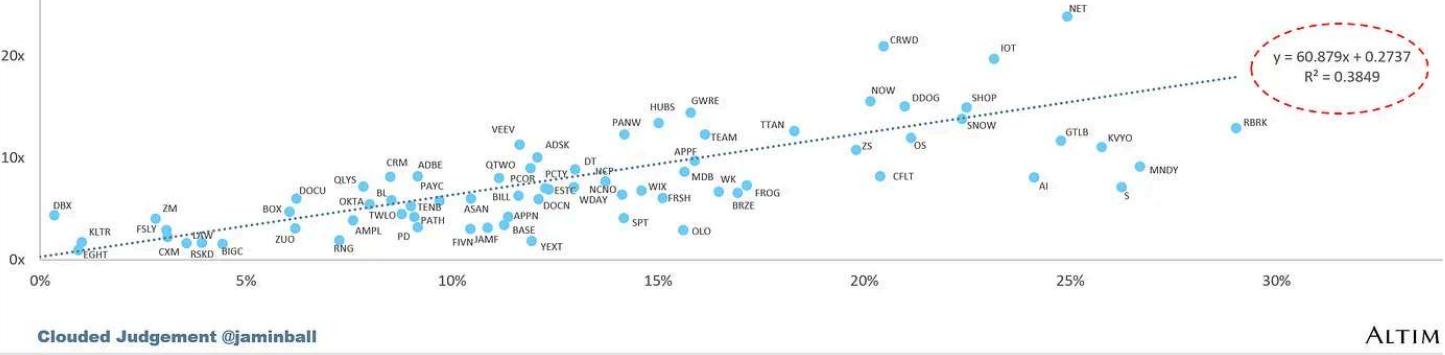 NET
CRWD
IOT
20x
y = 60.879x + 0.2737
R² = 0.3849
NOW
DDOG
SHOP
GWRE
HUBS
PANW
TEAM
TTAN
SNOW
RBRK
VEEV
ADSK
GTLB
KVYO
ZS
OS
10x
CRM
ADBE
QTWO
DT
APPF
MNDY
QLYS
PCOR
PCTY
NCP
MDB
CFLT
AI
S
DOCU
BL
PAYC
BILL
ESTC
NCNO
WIX
WK
FROG
DBX
ZM
BOX
OKTA
TWLO
TENB
ASAN
DOCN
WDAY
FRSH
BRZE
FSLY
LAW
KLTR
ZUO
AMPL
PATH
PD
APPN
BASE
SPT
OLO
EGHT
CXM
RSKD
BIGC
RNG
FIVN
JAMF
YEXT
0x
0%
5%
10%
15%
20%
25%
30%
Clouded Judgement @jaminball
ALTIM